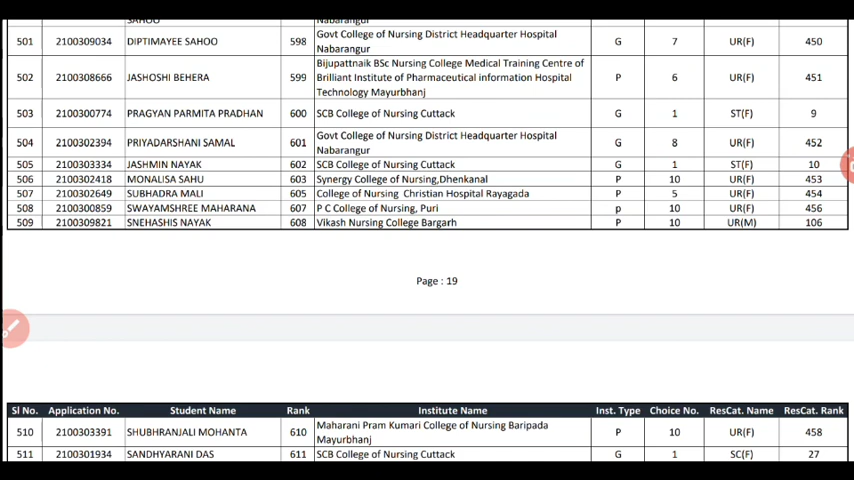 SAHOO Nabarangur
501 2100309034 DIPTIMAYEE SAHOO 598 Govt College of Nursing District Headquarter Hospital Nabarangur G 7 UR(F) 450
502 2100308666 JASHOSHI BEHERA 599 Bijupattnaik BSc Nursing College Medical Training Centre of Brilliant Institute of Pharmaceutical information Hospital Technology Mayurbhanj P 6 UR(F) 451
503 2100300774 PRAGYAN PARMITA PRADHAN 600 SCB College of Nursing Cuttack G 1 ST(F) 9
504 2100302394 PRIYADARSHANI SAMAL 601 Govt College of Nursing District Headquarter Hospital Nabarangur G 8 UR(F) 452
505 2100303334 JASHMIN NAYAK 602 SCB College of Nursing Cuttack G 1 ST(F) 10
506 2100302418 MONALISA SAHU 603 Synergy College of Nursing,Dhenkanal P 10 UR(F) 453
507 2100302649 SUBHADRA MALI 605 College of Nursing Christian Hospital Rayagada P 5 UR(F) 454
508 2100300859 SWAYAMSHREE MAHARANA 607 P C College of Nursing, Puri p 10 UR(F) 456
509 2100309821 SNEHASHIS NAYAK 608 Vikash Nursing College Bargarh P 10 UR(M) 106
Page : 19
Sl No. Application No. Student Name Rank Institute Name Inst. Type Choice No. ResCat. Name ResCat. Rank
510 2100303391 SHUBHRANJALI MOHANTA 610 Maharani Pram Kumari College of Nursing Baripada Mayurbhanj P 10 UR(F) 458
511 2100301934 SANDHYARANI DAS 611 SCB College of Nursing Cuttack G 1 SC(F) 27